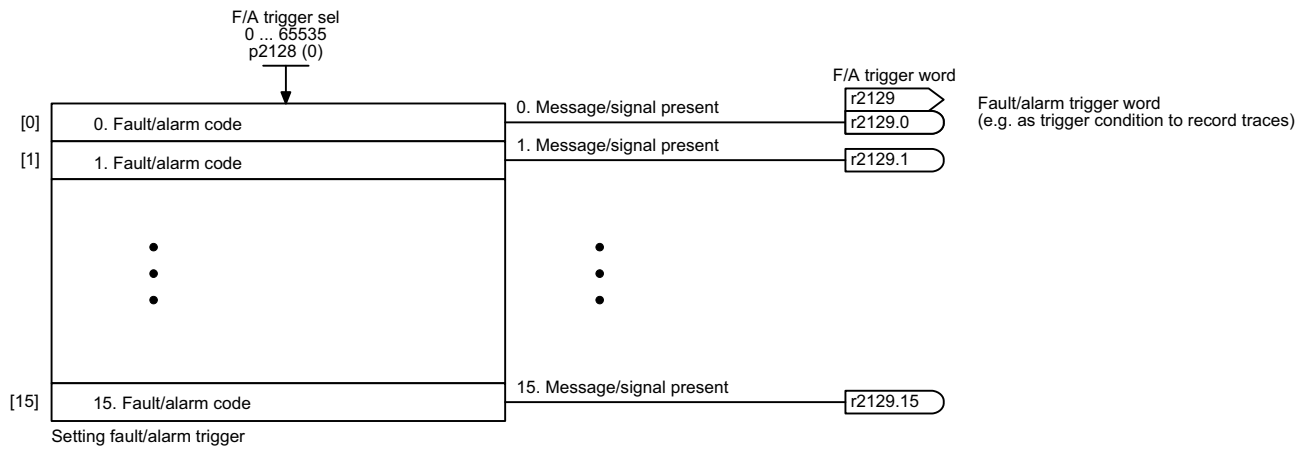 F/A trigger sel
0 ... 65535
p2128 (0)
F/A trigger word
[0] 0. Fault/alarm code 0. Message/signal present r2129
r2129.0
Fault/alarm trigger word
(e.g. as trigger condition to record traces)
[1] 1. Fault/alarm code 1. Message/signal present r2129.1
[15] 15. Fault/alarm code 15. Message/signal present r2129.15
Setting fault/alarm trigger